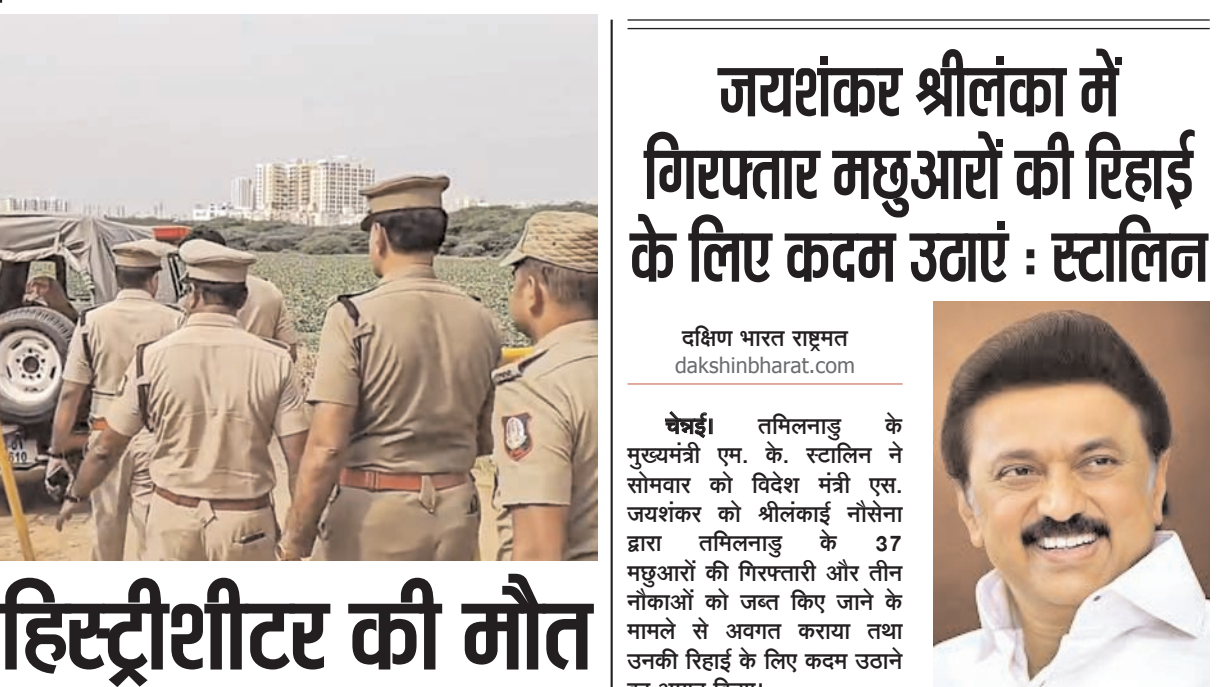 हिस्ट्रीशीटर की मौत
जयशंकर श्रीलंका में
गिरफ्तार मछुआरों की रिहाई
के लिए कदम उठाएं : स्टालिन
दक्षिण भारत राष्ट्रमत
dakshinbharat.com
चेन्नई। तमिलनाडु के
मुख्यमंत्री एम. के. स्टालिन ने
सोमवार को विदेश मंत्री एस.
जयशंकर को श्रीलंकाई नौसेना
द्वारा तमिलनाडु के 37
मछुआरों की गिरफ्तारी और तीन
नौकाओं को जब्त किए जाने के
मामले से अवगत कराया तथा
उनकी रिहाई के लिए कदम उठाने